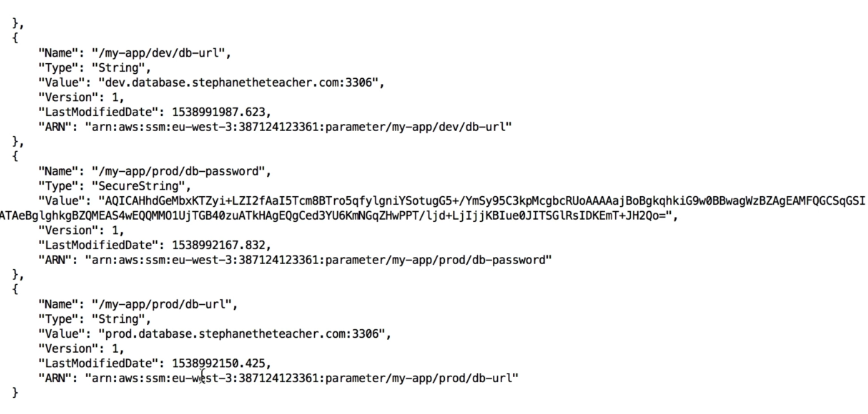 },
{
"Name": "/my-app/dev/db-url",
"Type": "String",
"Value": "dev.database.stephanetheteacher.com:3306",
"Version": 1,
"LastModifiedDate": 1538991987.623,
"ARN": "arn:aws:ssm:eu-west-3:387124123361:parameter/my-app/dev/db-url"
},
{
"Name": "/my-app/prod/db-password",
"Type": "SecureString",
"Value": "AQICAHhdGeMbxKTZyi+LZI2fAaI5Tcm8BTro5qfylgniYSotugG5+/YmSy95C3kpMcgbcRUoAAAAajBoBgkqhkiG9w0BBwagWzBZAgEAMFQGCSqGSI
ATAeBglghkgBZQMEAS4wEQQMMO1UjTGB40zuATkHAgEQgCed3YU6KmNGqZHwPPT/ljd+LjIjjKBIue0JITSGlRsIDKEmT+JH2Qo=",
"Version": 1,
"LastModifiedDate": 1538992167.832,
"ARN": "arn:aws:ssm:eu-west-3:387124123361:parameter/my-app/prod/db-password"
},
{
"Name": "/my-app/prod/db-url",
"Type": "String",
"Value": "prod.database.stephanetheteacher.com:3306",
"Version": 1,
"LastModifiedDate": 1538992150.425,
"ARN": "arn:aws:ssm:eu-west-3:387124123361:parameter/my-app/prod/db-url"
}